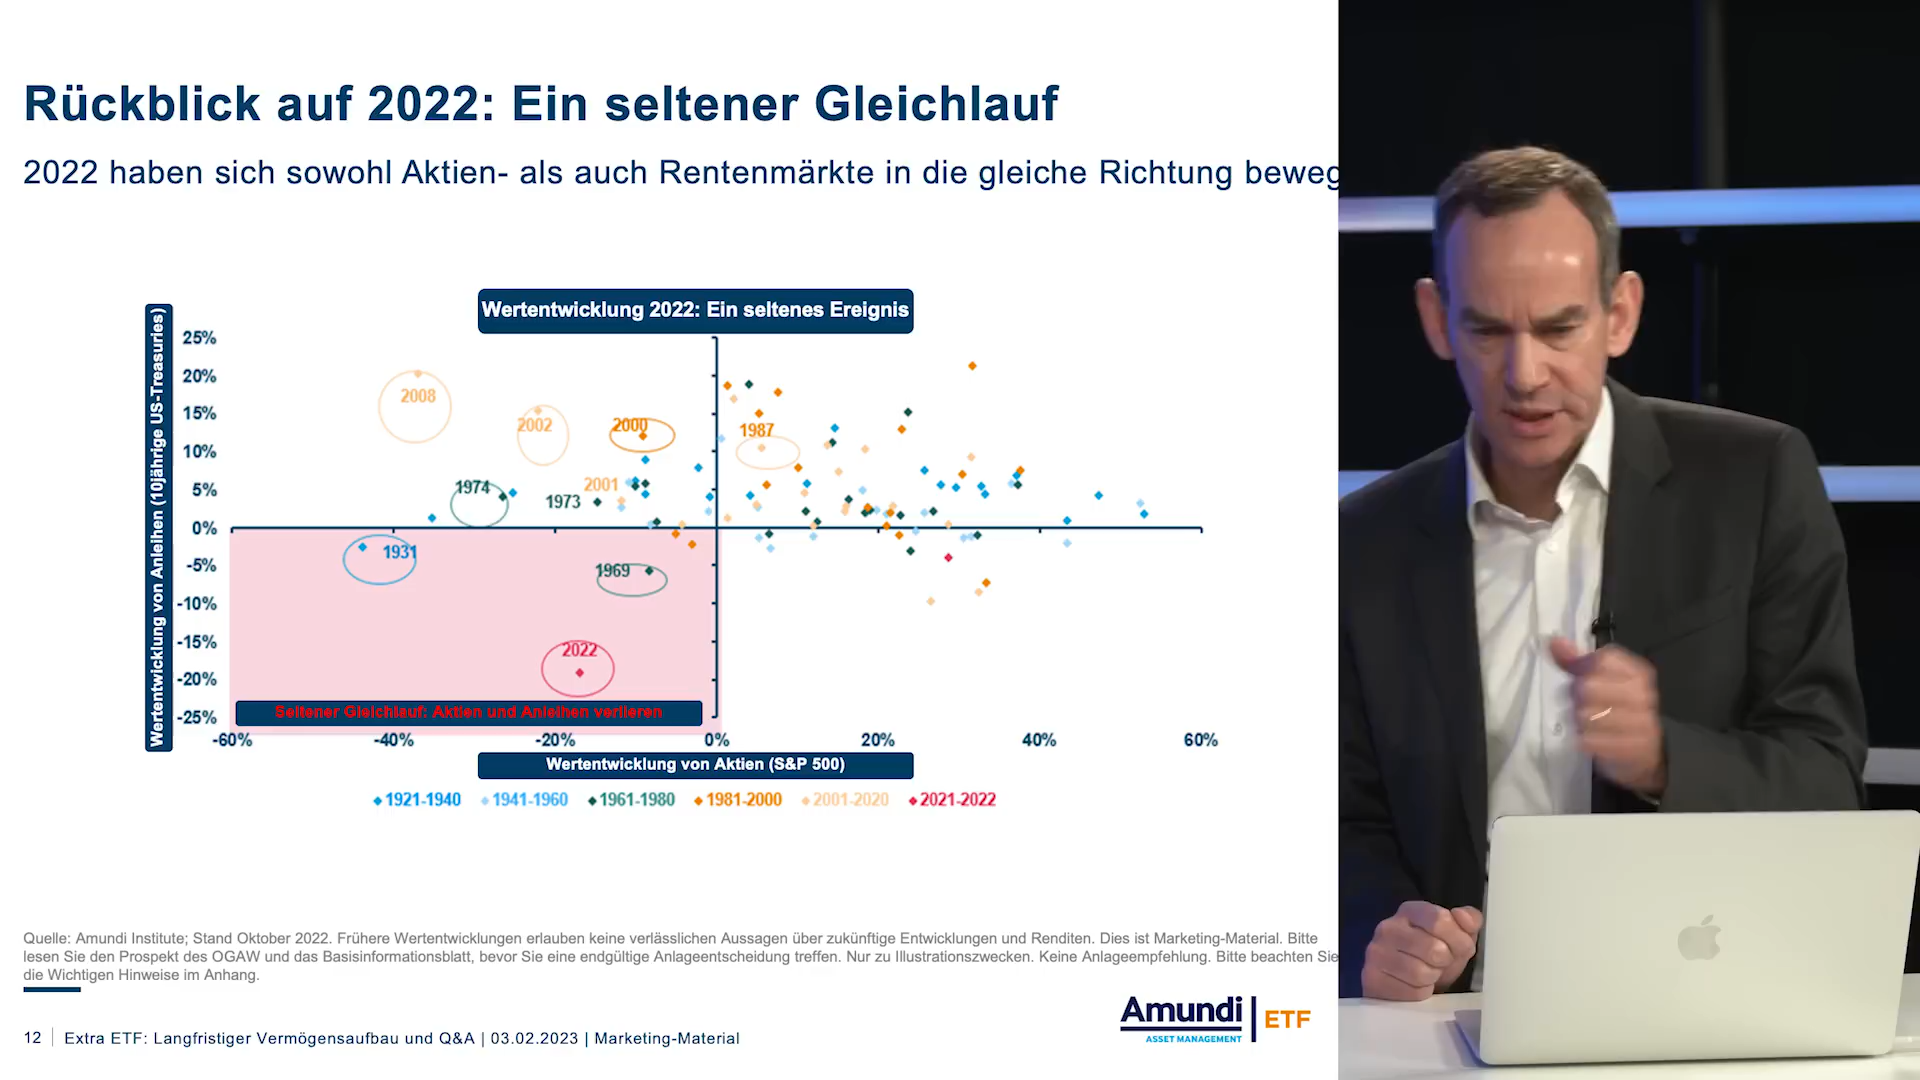 Rückblick auf 2022: Ein seltener Gleichlauf
2022 haben sich sowohl Aktien- als auch Rentenmärkte in die gleiche Richtung beweg
Wertentwicklung 2022: Ein seltenes Ereignis
Wertentwicklung von Anleihen (10jährige US-Treasuries)
25%
20%
15%
10%
5%
0%
-5%
-10%
-15%
-20%
-25%
2008
2002
2000
1987
1974
1973
2001
1931
1969
2022
Seltener Gleichlauf: Aktien und Anleihen verlieren
-60%
-40%
-20%
0%
20%
40%
60%
Wertentwicklung von Aktien (S&P 500)
1921-1940
1941-1960
1961-1980
1981-2000
2001-2020
2021-2022
Quelle: Amundi Institute; Stand Oktober 2022. Frühere Wertentwicklungen erlauben keine verlässlichen Aussagen über zukünftige Entwicklungen und Renditen. Dies ist Marketing-Material. Bitte
lesen Sie den Prospekt des OGAW und das Basisinformationsblatt, bevor Sie eine endgültige Anlageentscheidung treffen. Nur zu Illustrationszwecken. Keine Anlageempfehlung. Bitte beachten Sie
die Wichtigen Hinweise im Anhang.
12 | Extra ETF: Langfristiger Vermögensaufbau und Q&A | 03.02.2023 | Marketing-Material
Amundi
ASSET MANAGEMENT
ETF